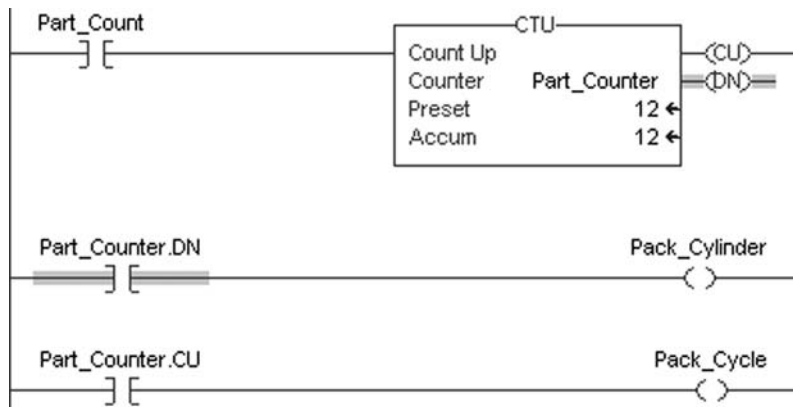 Part_Count
CTU
Count Up
Counter Part_Counter
Preset 12
Accum 12
CU
DN
Part_Counter.DN
Pack_Cylinder
Part_Counter.CU
Pack_Cycle